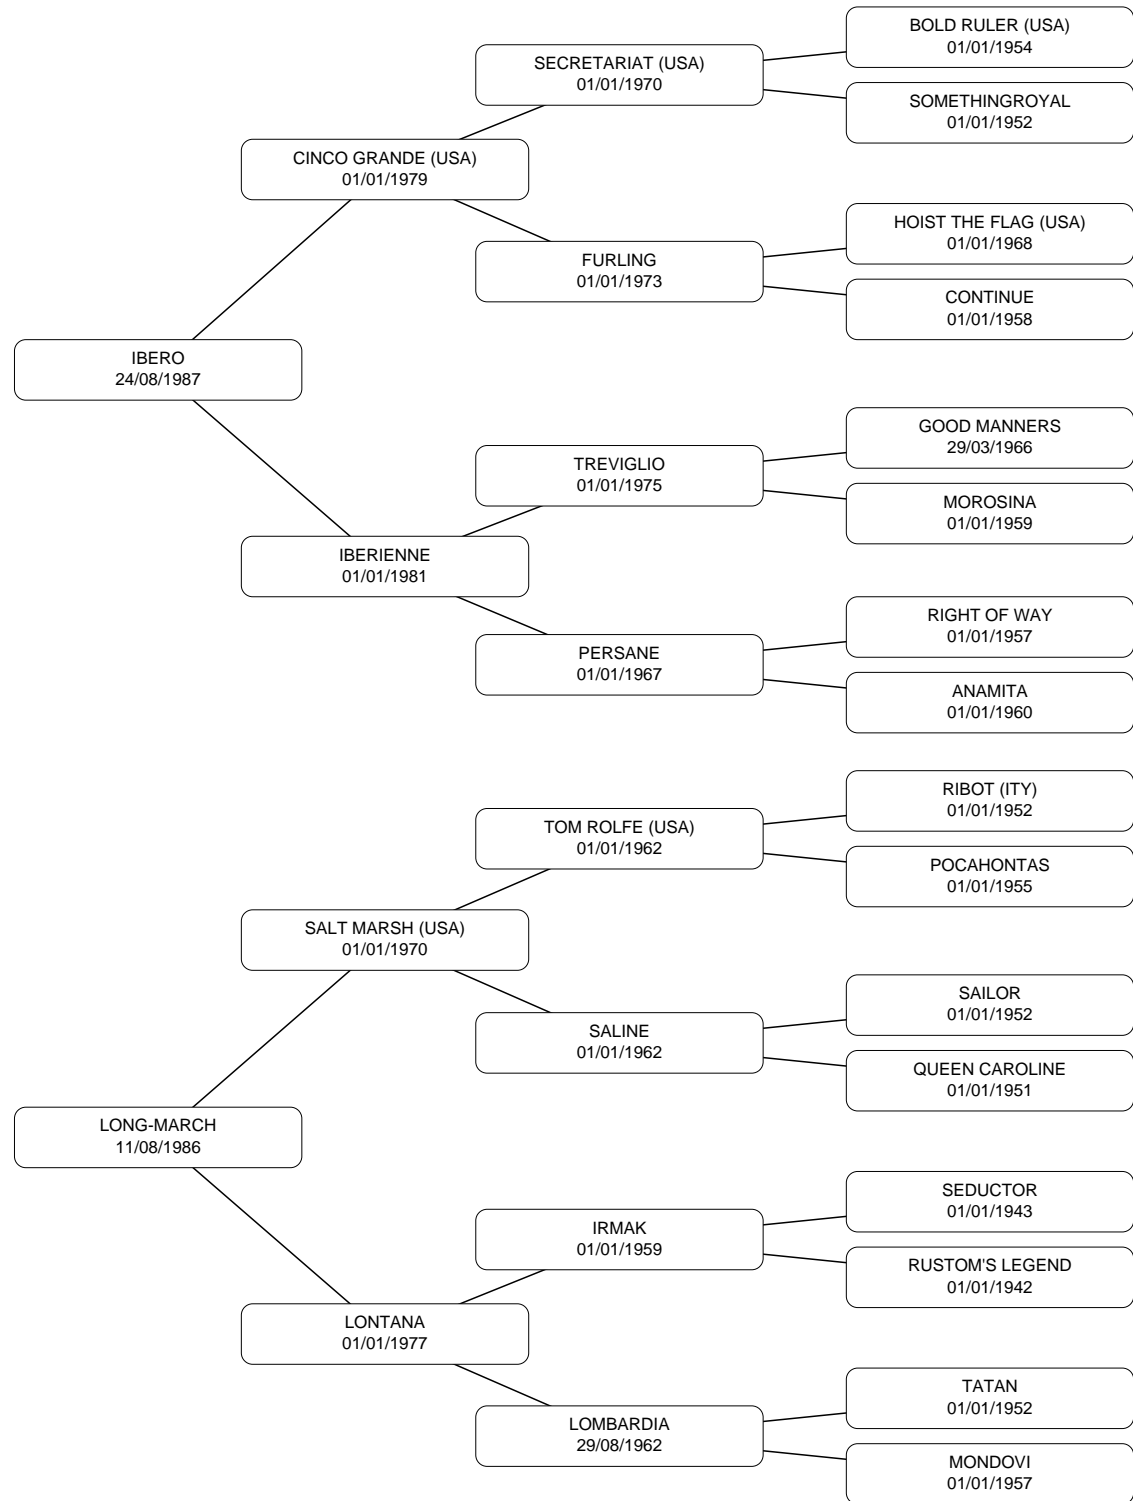 BOLD RULER (USA)
01/01/1954
SECRETARIAT (USA)
01/01/1970
SOMETHINGROYAL
01/01/1952
CINCO GRANDE (USA)
01/01/1979
HOIST THE FLAG (USA)
01/01/1968
FURLING
01/01/1973
CONTINUE
01/01/1958
IBERO
24/08/1987
GOOD MANNERS
29/03/1966
TREVIGLIO
01/01/1975
MOROSINA
01/01/1959
IBERIENNE
01/01/1981
RIGHT OF WAY
01/01/1957
PERSANE
01/01/1967
ANAMITA
01/01/1960
RIBOT (ITY)
01/01/1952
TOM ROLFE (USA)
01/01/1962
POCAHONTAS
01/01/1955
SALT MARSH (USA)
01/01/1970
SAILOR
01/01/1952
SALINE
01/01/1962
QUEEN CAROLINE
01/01/1951
LONG-MARCH
11/08/1986
SEDUCTOR
01/01/1943
IRMAK
01/01/1959
RUSTOM'S LEGEND
01/01/1942
LONTANA
01/01/1977
TATAN
01/01/1952
LOMBARDIA
29/08/1962
MONDOVI
01/01/1957